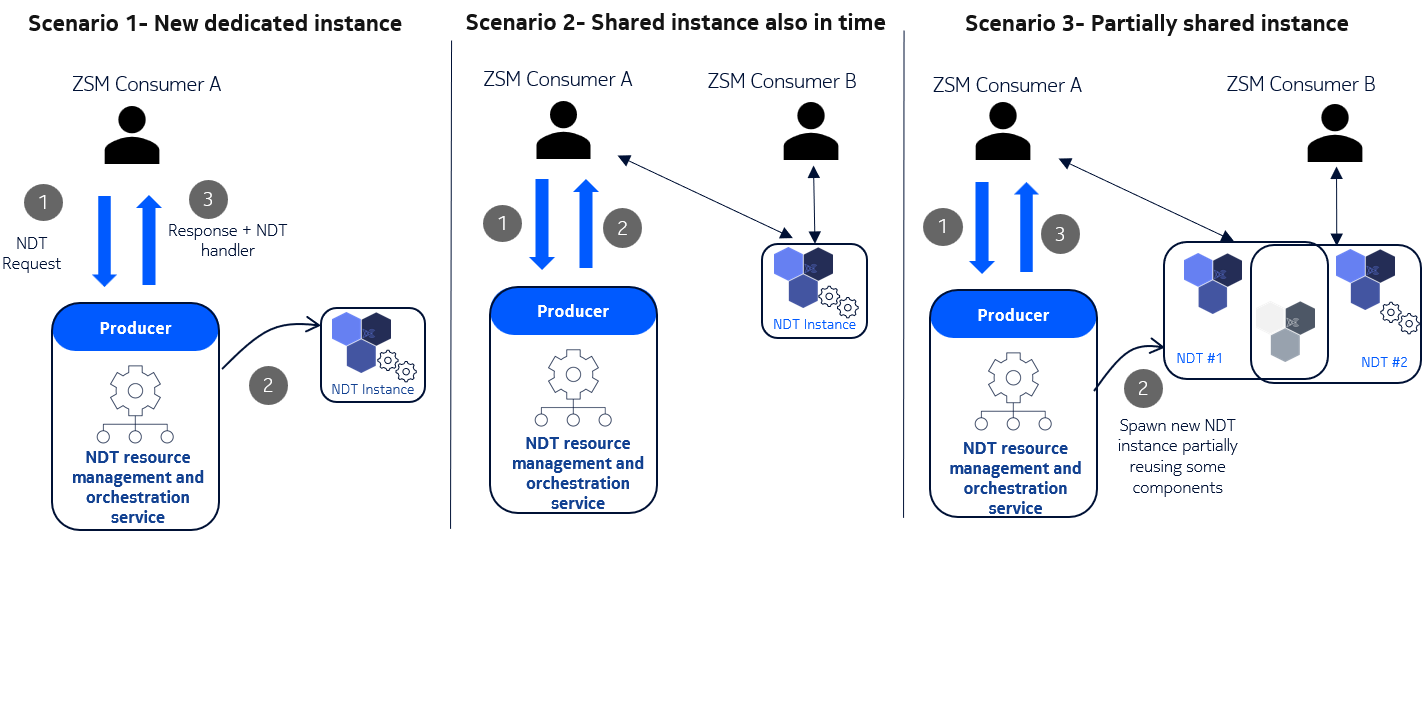 Scenario 1- New dedicated instance
ZSM Consumer A
1
NDT
Request
3
Response + NDT
handler
Producer
NDT resource
management and
orchestration
service
2
NDT Instance
Scenario 2- Shared instance also in time
ZSM Consumer A
ZSM Consumer B
1
2
Producer
NDT resource
management and
orchestration
service
NDT Instance
Scenario 3- Partially shared instance
ZSM Consumer A
ZSM Consumer B
1
3
Producer
NDT resource
management and
orchestration
service
2
Spawn new NDT
instance partially
reusing some
components
NDT #1
NDT #2